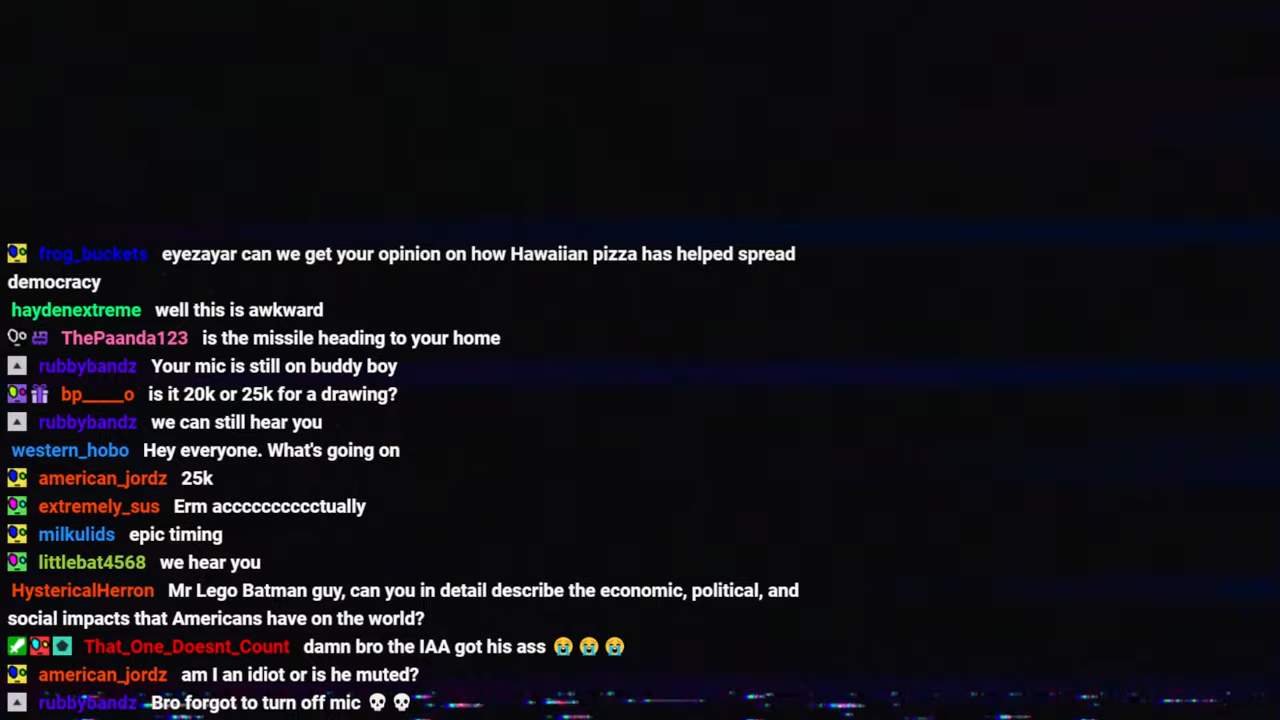 frog_buckets eyezayar can we get your opinion on how Hawaiian pizza has helped spread
democracy
haydenextreme well this is awkward
ThePaanda123 is the missile heading to your home
rubbybandz Your mic is still on buddy boy
bp_____o is it 20k or 25k for a drawing?
rubbybandz we can still hear you
western_hobo Hey everyone. What's going on
american_jordz 25k
extremely_sus Erm accccccccccctually
milkulids epic timing
littlebat4568 we hear you
HystericalHerron Mr Lego Batman guy, can you in detail describe the economic, political, and
social impacts that Americans have on the world?
That_One_Doesnt_Count damn bro the IAA got his ass 😭 😭 😭
american_jordz am I an idiot or is he muted?
rubbybandz Bro forgot to turn off mic 💀 💀